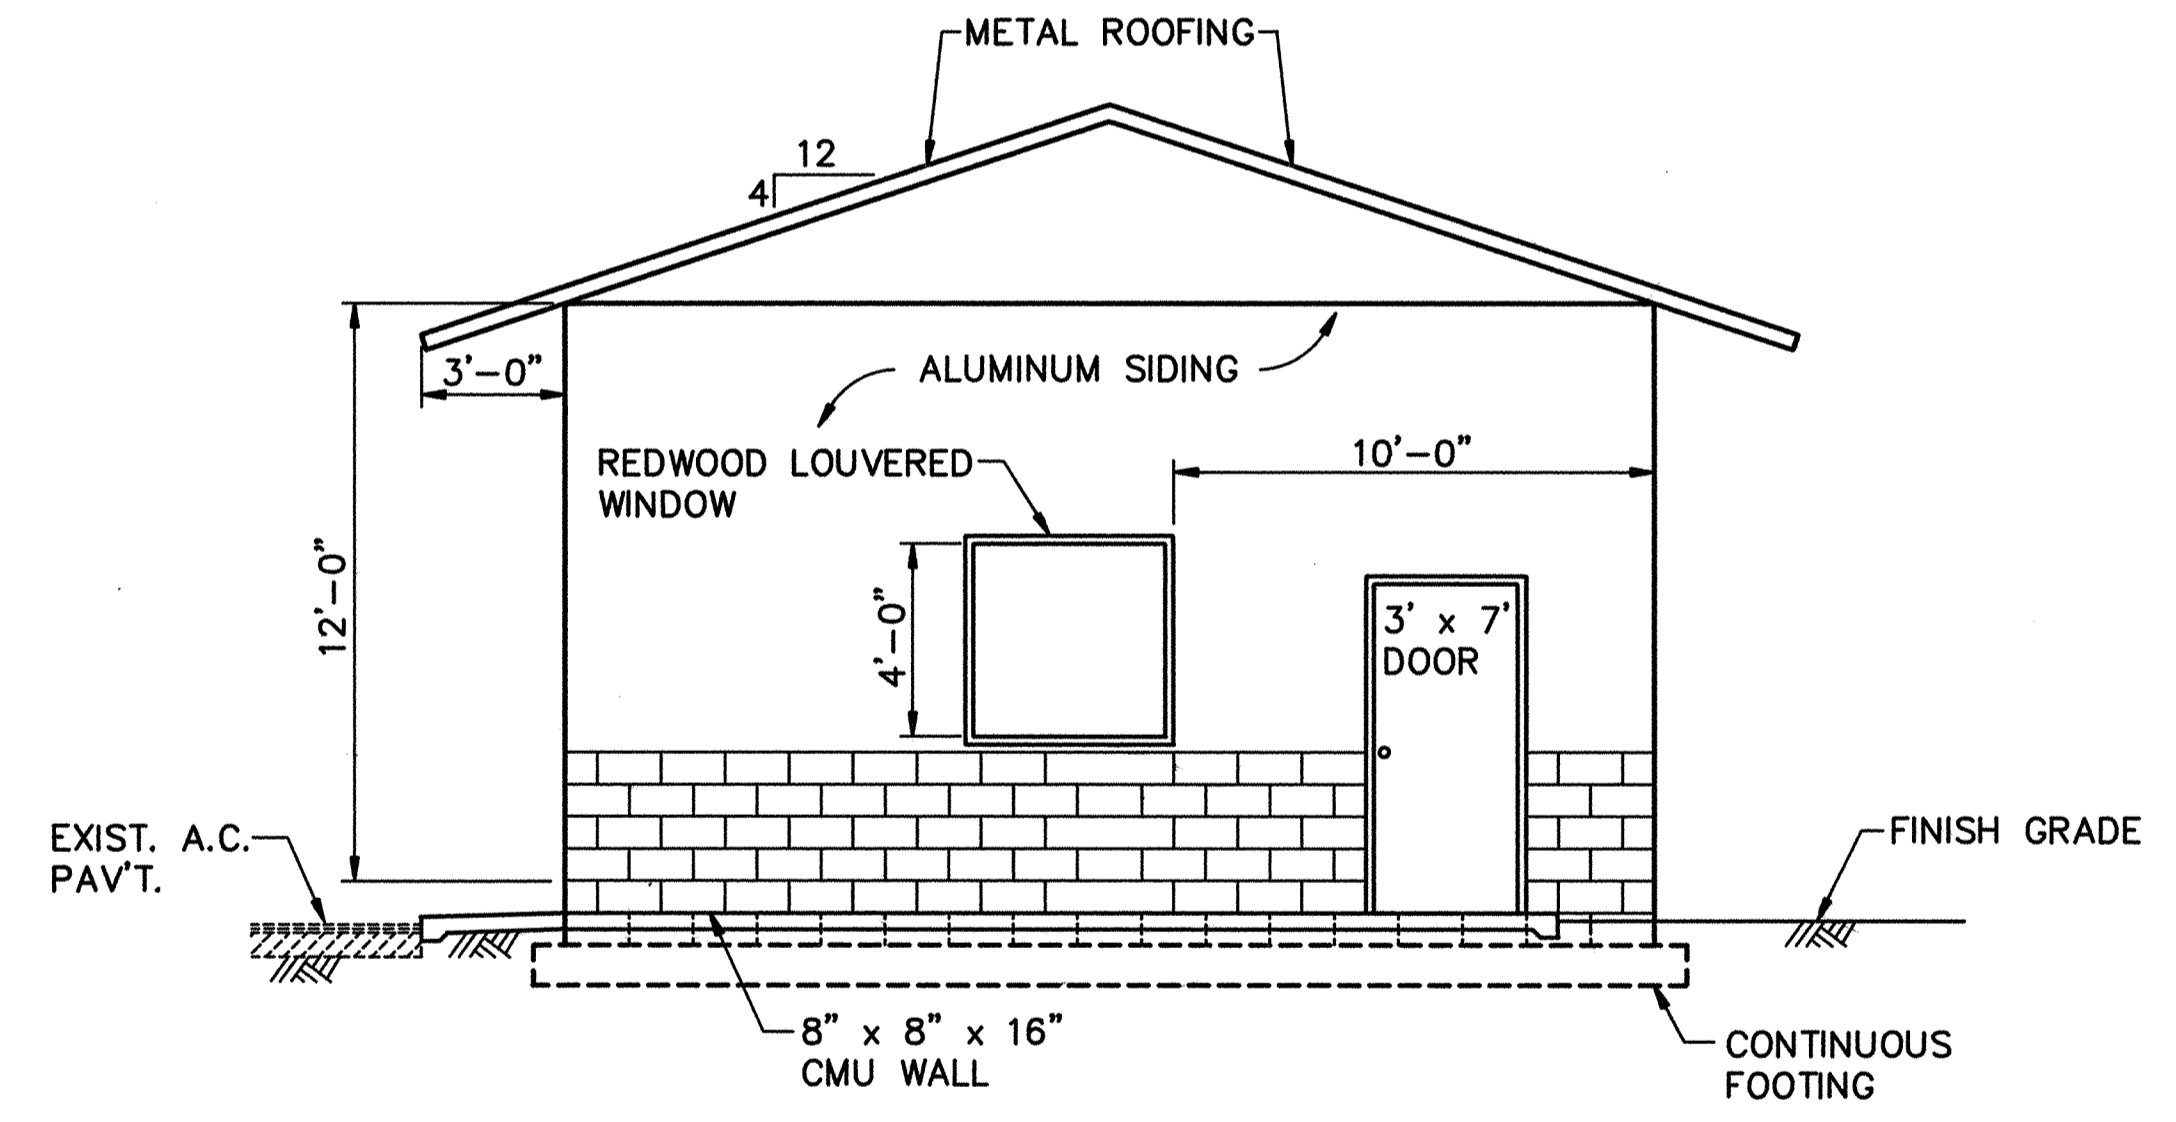 METAL ROOFING
12
4
3'-0"
ALUMINUM SIDING
10'-0"
REDWOOD LOUVERED
WINDOW
12'-0"
4'-0"
3' x 7'
DOOR
EXIST. A.C.
PAV'T.
FINISH GRADE
8" x 8" x 16"
CMU WALL
CONTINUOUS
FOOTING